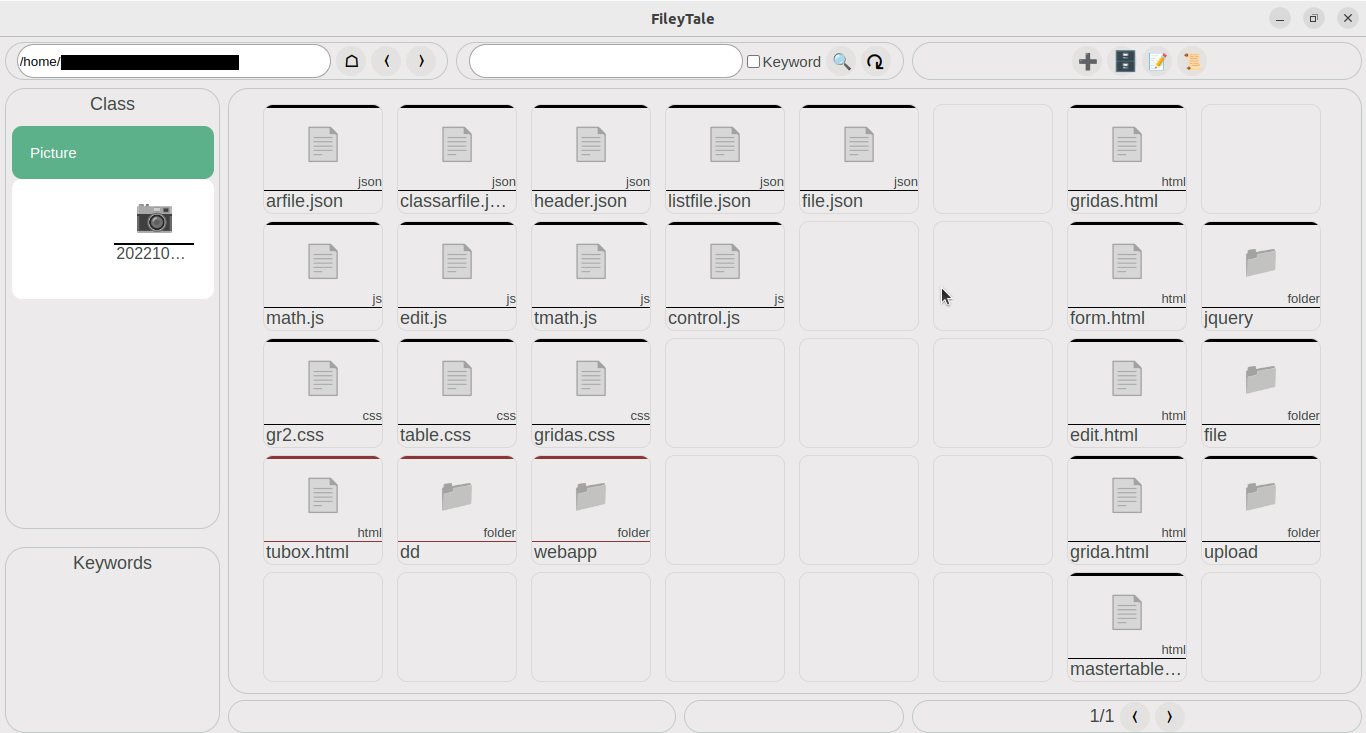 FileyTale
/home/
Keyword
Class
Picture
202210...
Keywords
json json json json json html
arfile.json classarfile.j... header.json listfile.json file.json gridas.html
js js js js html folder
math.js edit.js tmath.js control.js form.html jquery
css css css html folder
gr2.css table.css gridas.css edit.html file
html folder folder html folder
tubox.html dd webapp grida.html upload
html
mastertable...
1/1